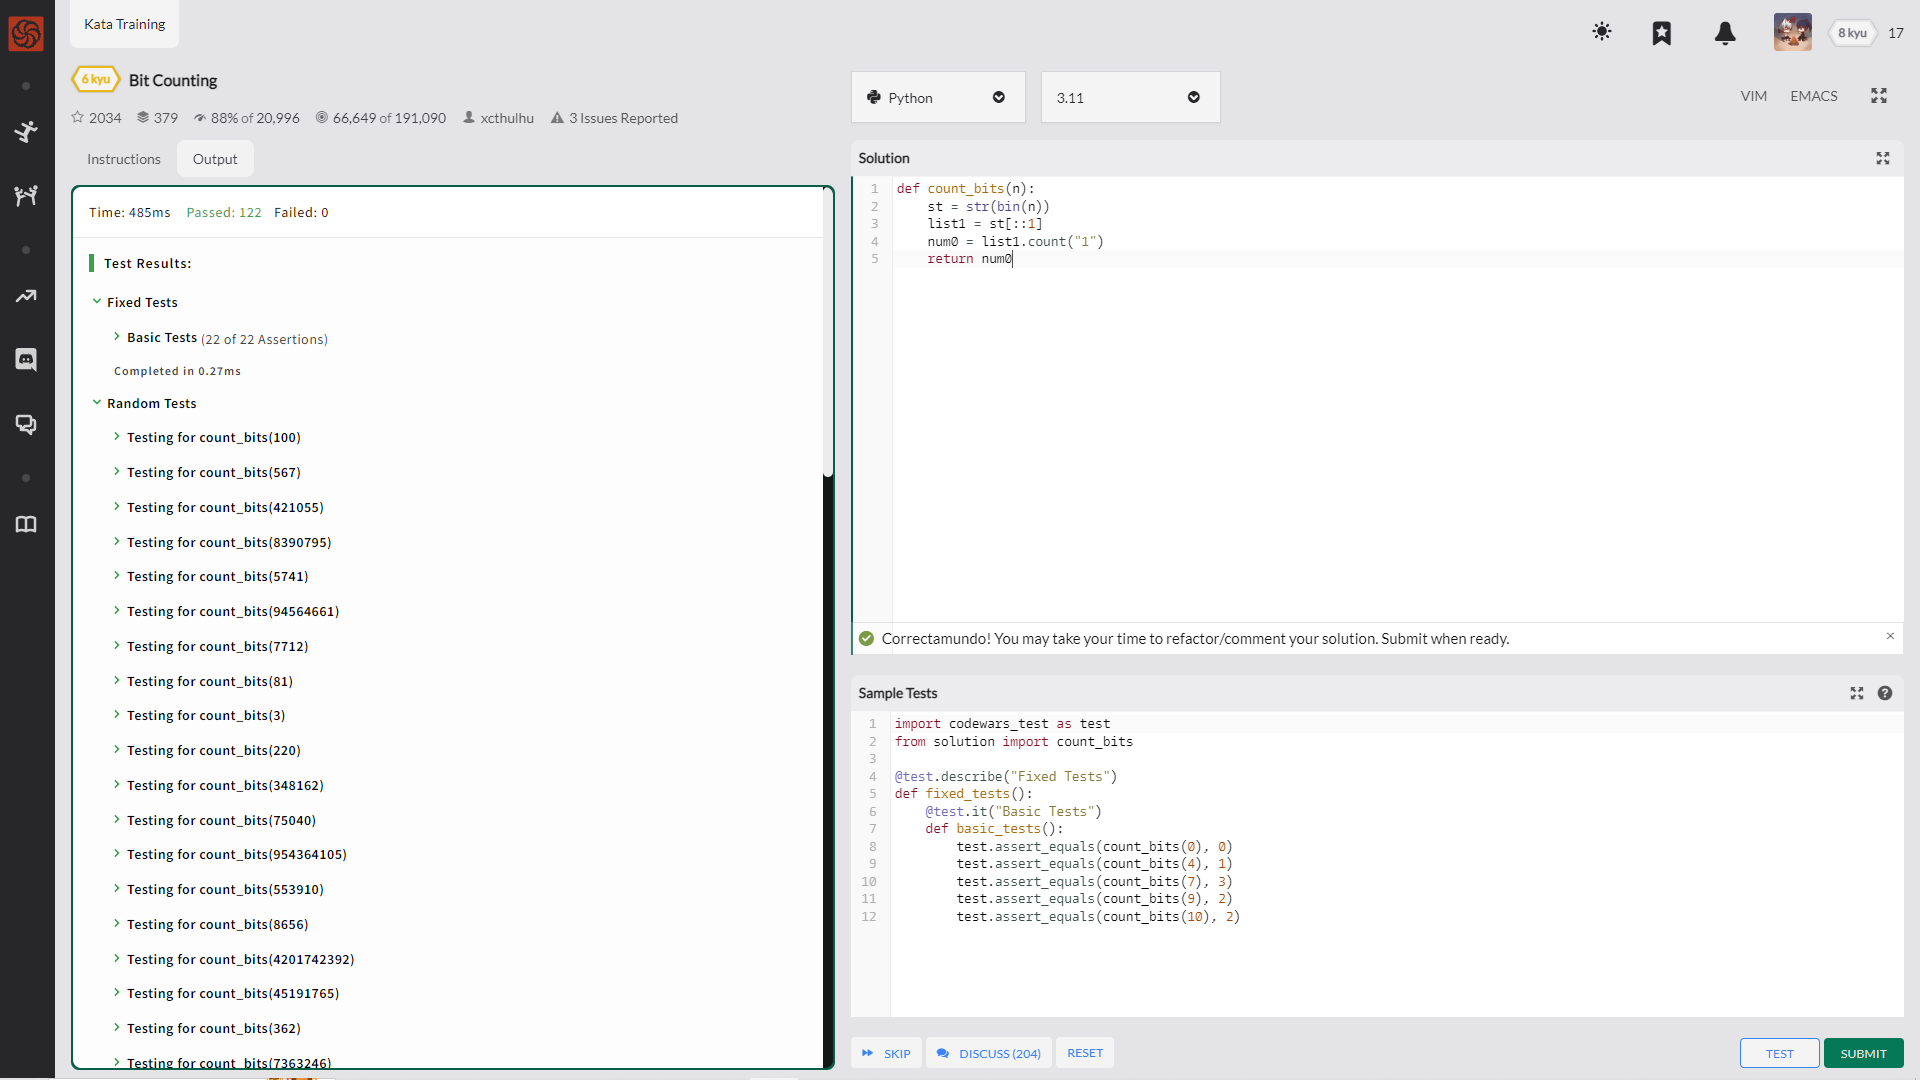 Kata Training
8 kyu
17
6 kyu
Bit Counting
2034
379
88% of 20,996
66,649 of 191,090
xcthulhu
3 Issues Reported
Instructions
Output
Time: 485ms
Passed: 122
Failed: 0
Test Results:
Fixed Tests
Basic Tests (22 of 22 Assertions)
Completed in 0.27ms
Random Tests
Testing for count_bits(100)
Testing for count_bits(567)
Testing for count_bits(421055)
Testing for count_bits(8390795)
Testing for count_bits(5741)
Testing for count_bits(94564661)
Testing for count_bits(7712)
Testing for count_bits(81)
Testing for count_bits(3)
Testing for count_bits(220)
Testing for count_bits(348162)
Testing for count_bits(75040)
Testing for count_bits(954364105)
Testing for count_bits(553910)
Testing for count_bits(8656)
Testing for count_bits(4201742392)
Testing for count_bits(45191765)
Testing for count_bits(362)
Testing for count_bits(7363246)
Python
3.11
VIM
EMACS
Solution
1 def count_bits(n):
2 st = str(bin(n))
3 list1 = st[::1]
4 num0 = list1.count("1")
5 return num0
Correctamundo! You may take your time to refactor/comment your solution. Submit when ready.
×
Sample Tests
1 import codewars_test as test
2 from solution import count_bits
3
4 @test.describe("Fixed Tests")
5 def fixed_tests():
6 @test.it("Basic Tests")
7 def basic_tests():
8 test.assert_equals(count_bits(0), 0)
9 test.assert_equals(count_bits(4), 1)
10 test.assert_equals(count_bits(7), 3)
11 test.assert_equals(count_bits(9), 2)
12 test.assert_equals(count_bits(10), 2)
SKIP
DISCUSS (204)
RESET
TEST
SUBMIT